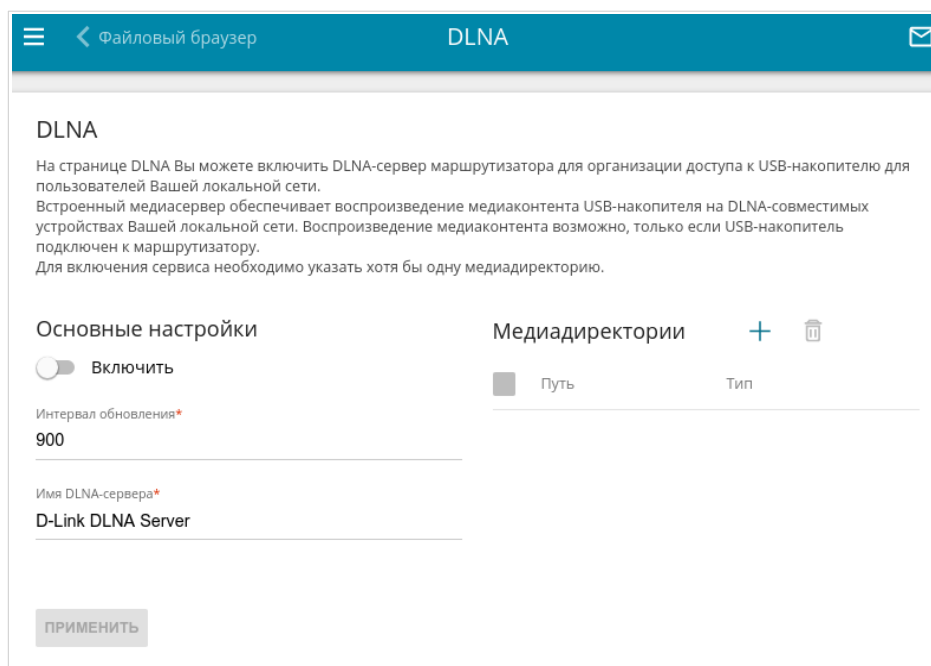 Файловый браузер
DLNA
DLNA
На странице DLNA Вы можете включить DLNA-сервер маршрутизатора для организации доступа к USB-накопителю для
пользователей Вашей локальной сети.
Встроенный медиасервер обеспечивает воспроизведение медиаконтента USB-накопителя на DLNA-совместимых
устройствах Вашей локальной сети. Воспроизведение медиаконтента возможно, только если USB-накопитель
подключен к маршрутизатору.
Для включения сервиса необходимо указать хотя бы одну медиадиректорию.
Основные настройки
Включить
Интервал обновления*
900
Имя DLNA-сервера*
D-Link DLNA Server
ПРИМЕНИТЬ
Медиадиректории
Путь Тип